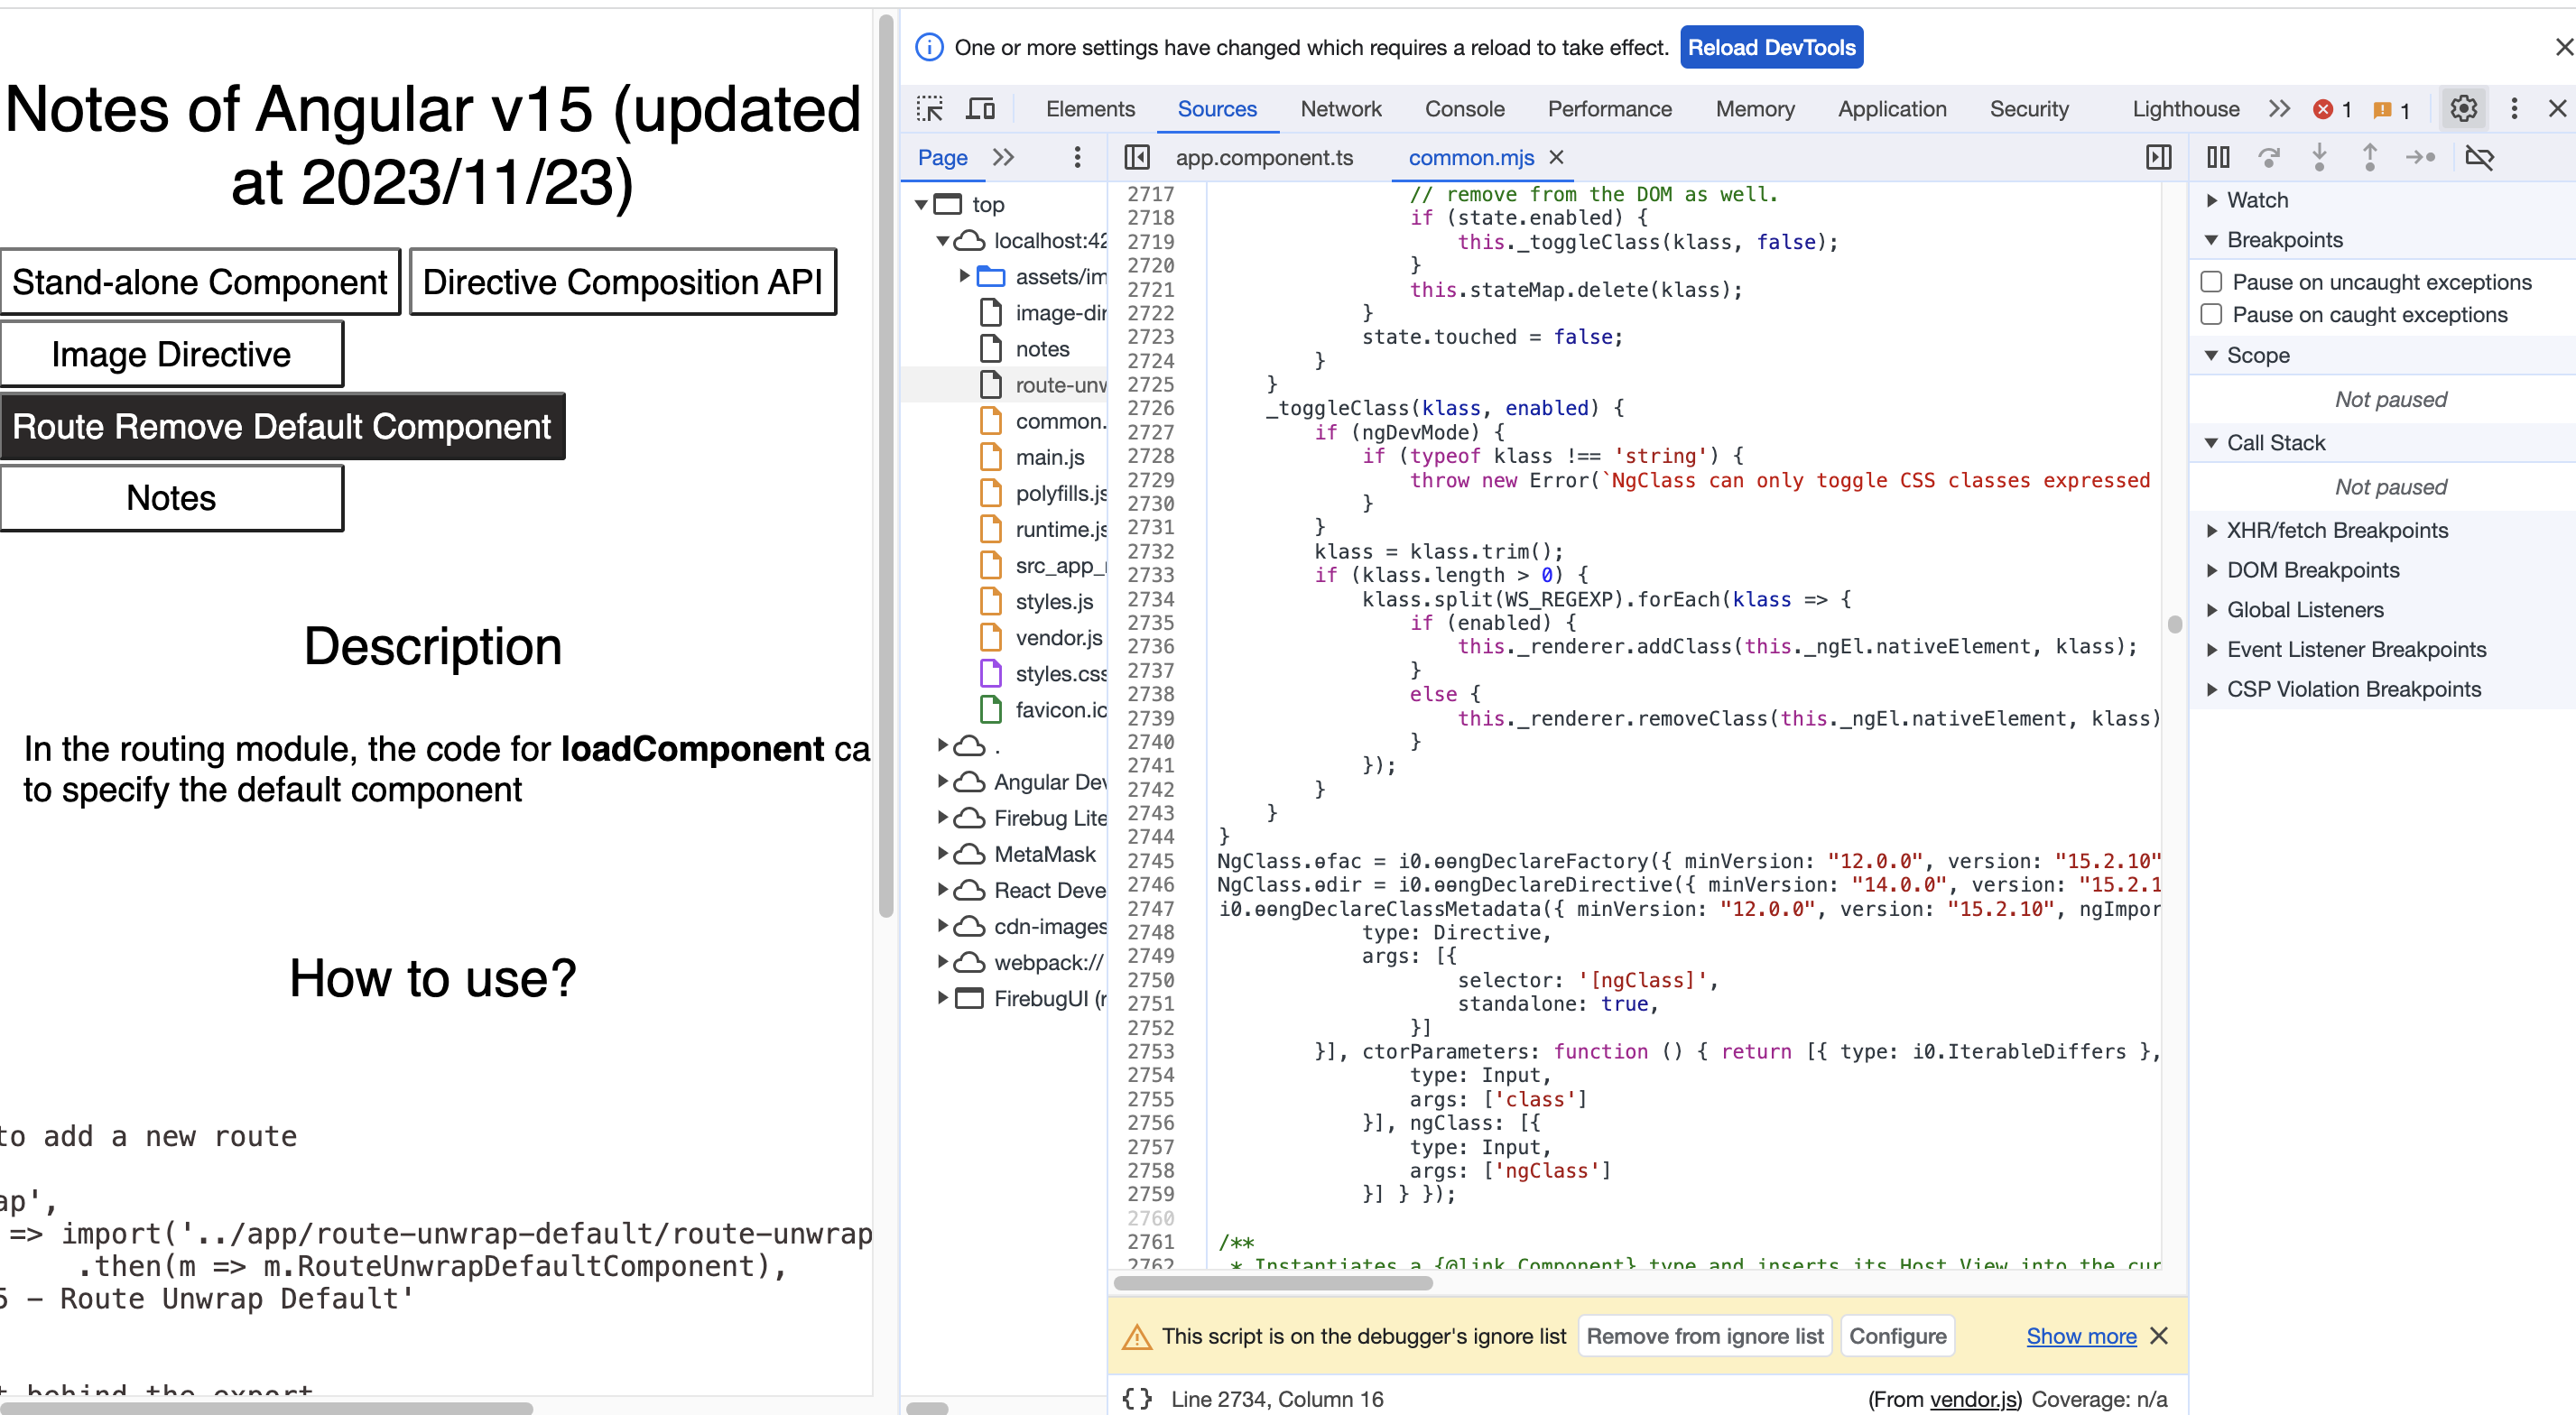 Notes of Angular v15 (updated
at 2023/11/23)
Stand-alone Component
Directive Composition API
Image Directive
Route Remove Default Component
Notes
Description
In the routing module, the code for loadComponent ca
to specify the default component
How to use?
to add a new route
ap',
=> import('../app/route-unwrap-default/route-unwrap
.then(m => m.RouteUnwrapDefaultComponent),
5 – Route Unwrap Default'
t behind the export
One or more settings have changed which requires a reload to take effect.
Reload DevTools
Elements Sources Network Console Performance Memory Application Security Lighthouse 1 1
Page
app.component.ts
common.mjs
top
localhost:42
assets/im
image-dir
notes
route-unw
common.
main.js
polyfills.js
runtime.js
src_app_
styles.js
vendor.js
styles.css
favicon.ic
.
Angular Dev
Firebug Lite
MetaMask
React Deve
cdn-images
webpack://
FirebugUI (r
2717 // remove from the DOM as well.
2718 if (state.enabled) {
2719 this._toggleClass(klass, false);
2720 }
2721 this.stateMap.delete(klass);
2722 }
2723 state.touched = false;
2724 }
2725 }
2726 _toggleClass(klass, enabled) {
2727 if (ngDevMode) {
2728 if (typeof klass !== 'string') {
2729 throw new Error(`NgClass can only toggle CSS classes expressed
2730 }
2731 }
2732 klass = klass.trim();
2733 if (klass.length > 0) {
2734 klass.split(WS_REGEXP).forEach(klass => {
2735 if (enabled) {
2736 this._renderer.addClass(this._ngEl.nativeElement, klass);
2737 }
2738 else {
2739 this._renderer.removeClass(this._ngEl.nativeElement, klass)
2740 }
2741 });
2742 }
2743 }
2744 }
2745 NgClass.ɵfac = i0.ɵɵngDeclareFactory({ minVersion: "12.0.0", version: "15.2.10"
2746 NgClass.ɵdir = i0.ɵɵngDeclareDirective({ minVersion: "14.0.0", version: "15.2.1
2747 i0.ɵɵngDeclareClassMetadata({ minVersion: "12.0.0", version: "15.2.10", ngImpor
2748 type: Directive,
2749 args: [{
2750 selector: '[ngClass]',
2751 standalone: true,
2752 }]
2753 }], ctorParameters: function () { return [{ type: i0.IterableDiffers },
2754 type: Input,
2755 args: ['class']
2756 }], ngClass: [{
2757 type: Input,
2758 args: ['ngClass']
2759 }] } });
2760
2761 /**
2762 * Instantiates a {@link Component} type and inserts its Host View into the cur
This script is on the debugger's ignore list
Remove from ignore list
Configure
Show more
{} Line 2734, Column 16
(From vendor.js) Coverage: n/a
Watch
Breakpoints
Pause on uncaught exceptions
Pause on caught exceptions
Scope
Not paused
Call Stack
Not paused
XHR/fetch Breakpoints
DOM Breakpoints
Global Listeners
Event Listener Breakpoints
CSP Violation Breakpoints